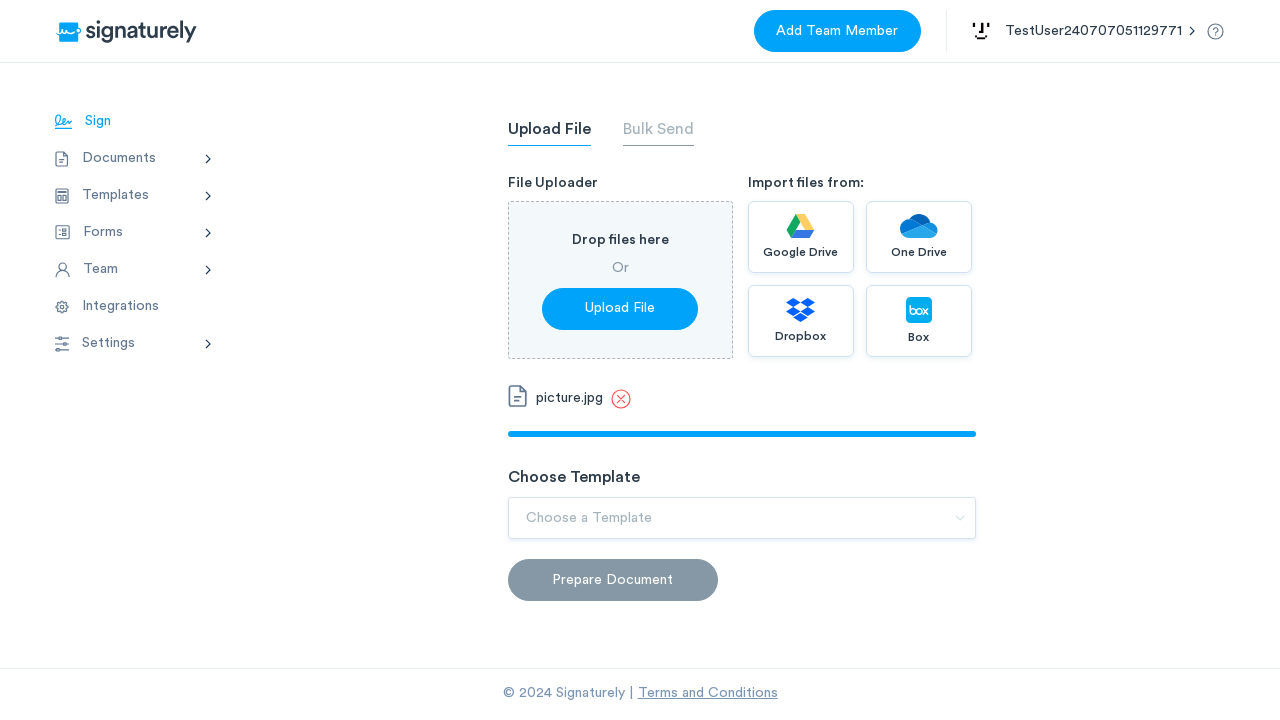 signaturely
Add Team Member
TestUser240707051129771
Sign
Documents
Templates
Forms
Team
Integrations
Settings
Upload File
Bulk Send
File Uploader
Drop files here
Or
Upload File
Import files from:
Google Drive
One Drive
Dropbox
box
Box
picture.jpg
Choose Template
Choose a Template
Prepare Document
© 2024 Signaturely | Terms and Conditions